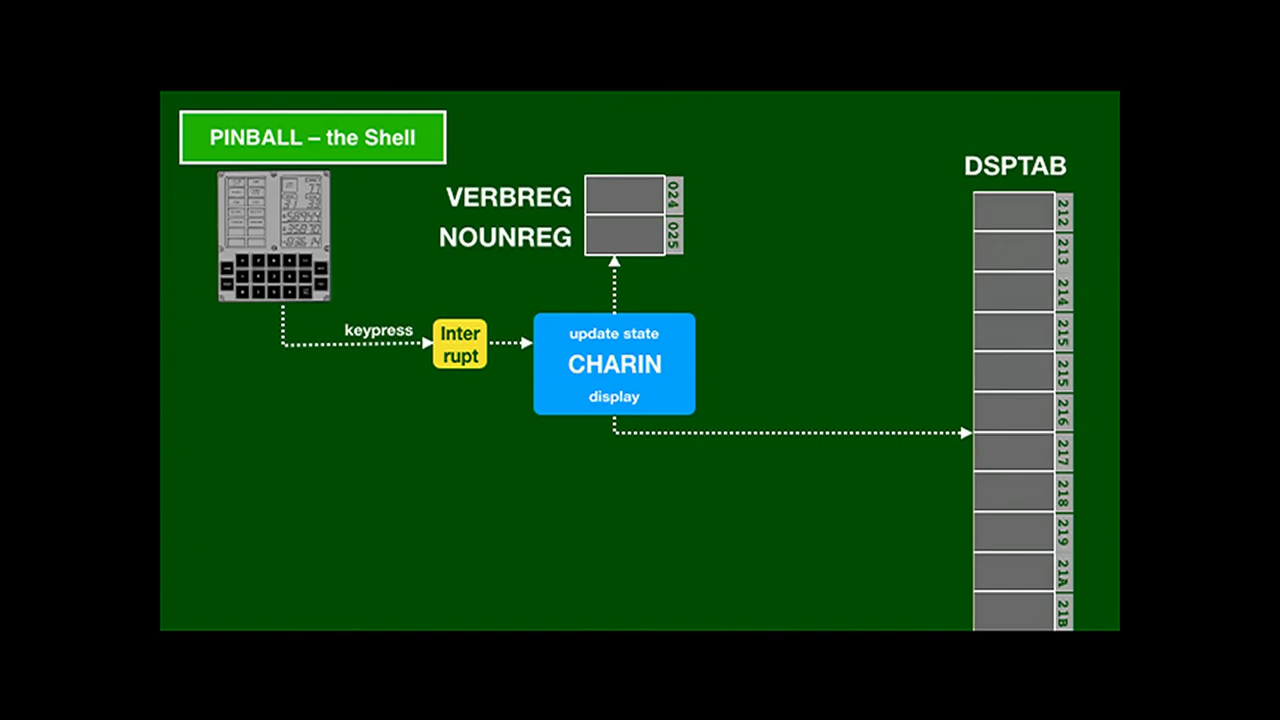 PINBALL – the Shell
DSPTAB
VERBREG
024
NOUNREG
025
keypress
Inter
rupt
update state
CHARIN
display
212
213
214
215
215
216
217
218
219
21A
21B